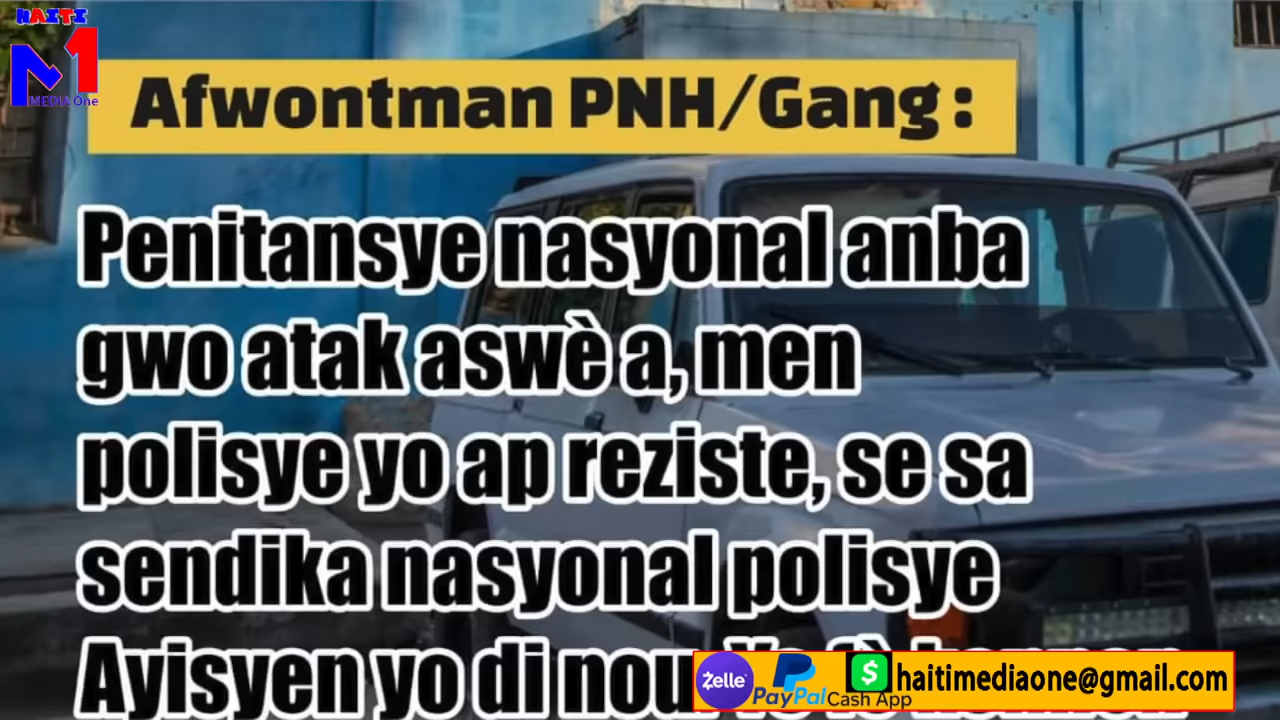 HAITI
M1
MEDIA One
Afwontman PNH/Gang :
Penitansye nasyonal anba
gwo atak aswè a, men
polisye yo ap reziste, se sa
sendika nasyonal polisye
Ayisyen yo di nou.
Zelle
PayPal
$
Cash App
haitimediaone@gmail.com